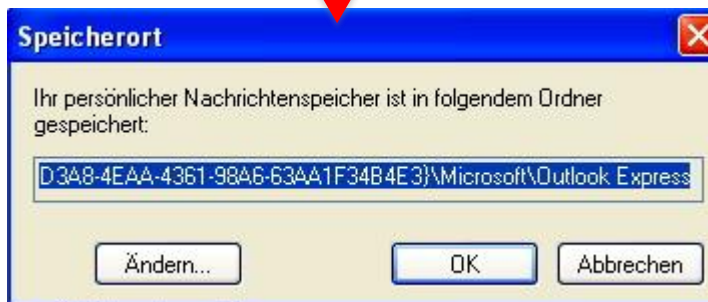 Speicherort
Ihr persönlicher Nachrichtenspeicher ist in folgendem Ordner
gespeichert:
D3A8-4EAA-4361-98A6-63AA1F34B4E3}\Microsoft\Outlook Express
Ändern... OK Abbrechen